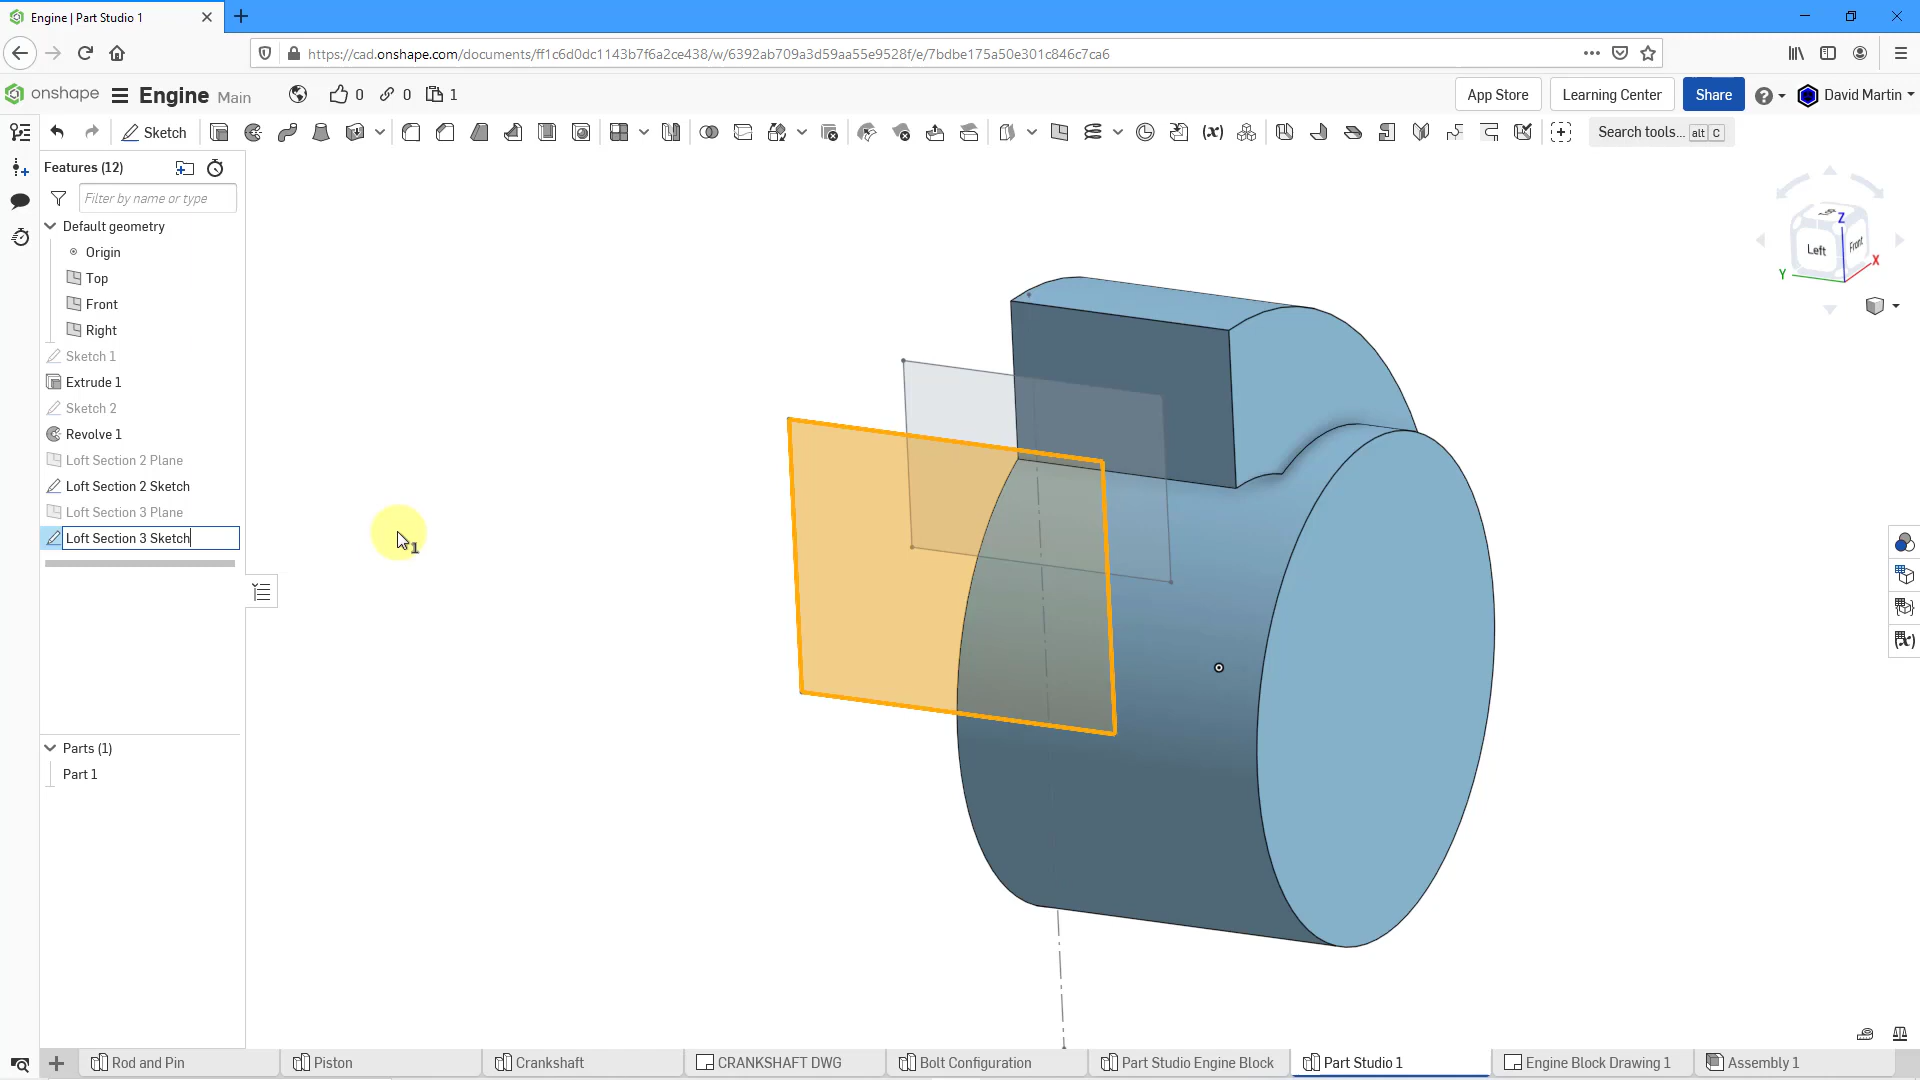 Engine | Part Studio 1
https://cad.onshape.com/documents/ff1c6d0dc1143b7f6a2ce438/w/6392ab709a3d59aa55e9528f/e/7bdbe175a50e301c846c7ca6
onshape Engine Main 0 0 1 App Store Learning Center Share David Martin
Sketch Search tools... alt C
Features (12)
Filter by name or type
Default geometry
Origin
Top
Front
Right
Sketch 1
Extrude 1
Sketch 2
Revolve 1
Loft Section 2 Plane
Loft Section 2 Sketch
Loft Section 3 Plane
Loft Section 3 Sketch
1
Z
Left Front
Y X
Parts (1)
Part 1
Rod and Pin Piston Crankshaft CRANKSHAFT DWG Bolt Configuration Part Studio Engine Block Part Studio 1 Engine Block Drawing 1 Assembly 1